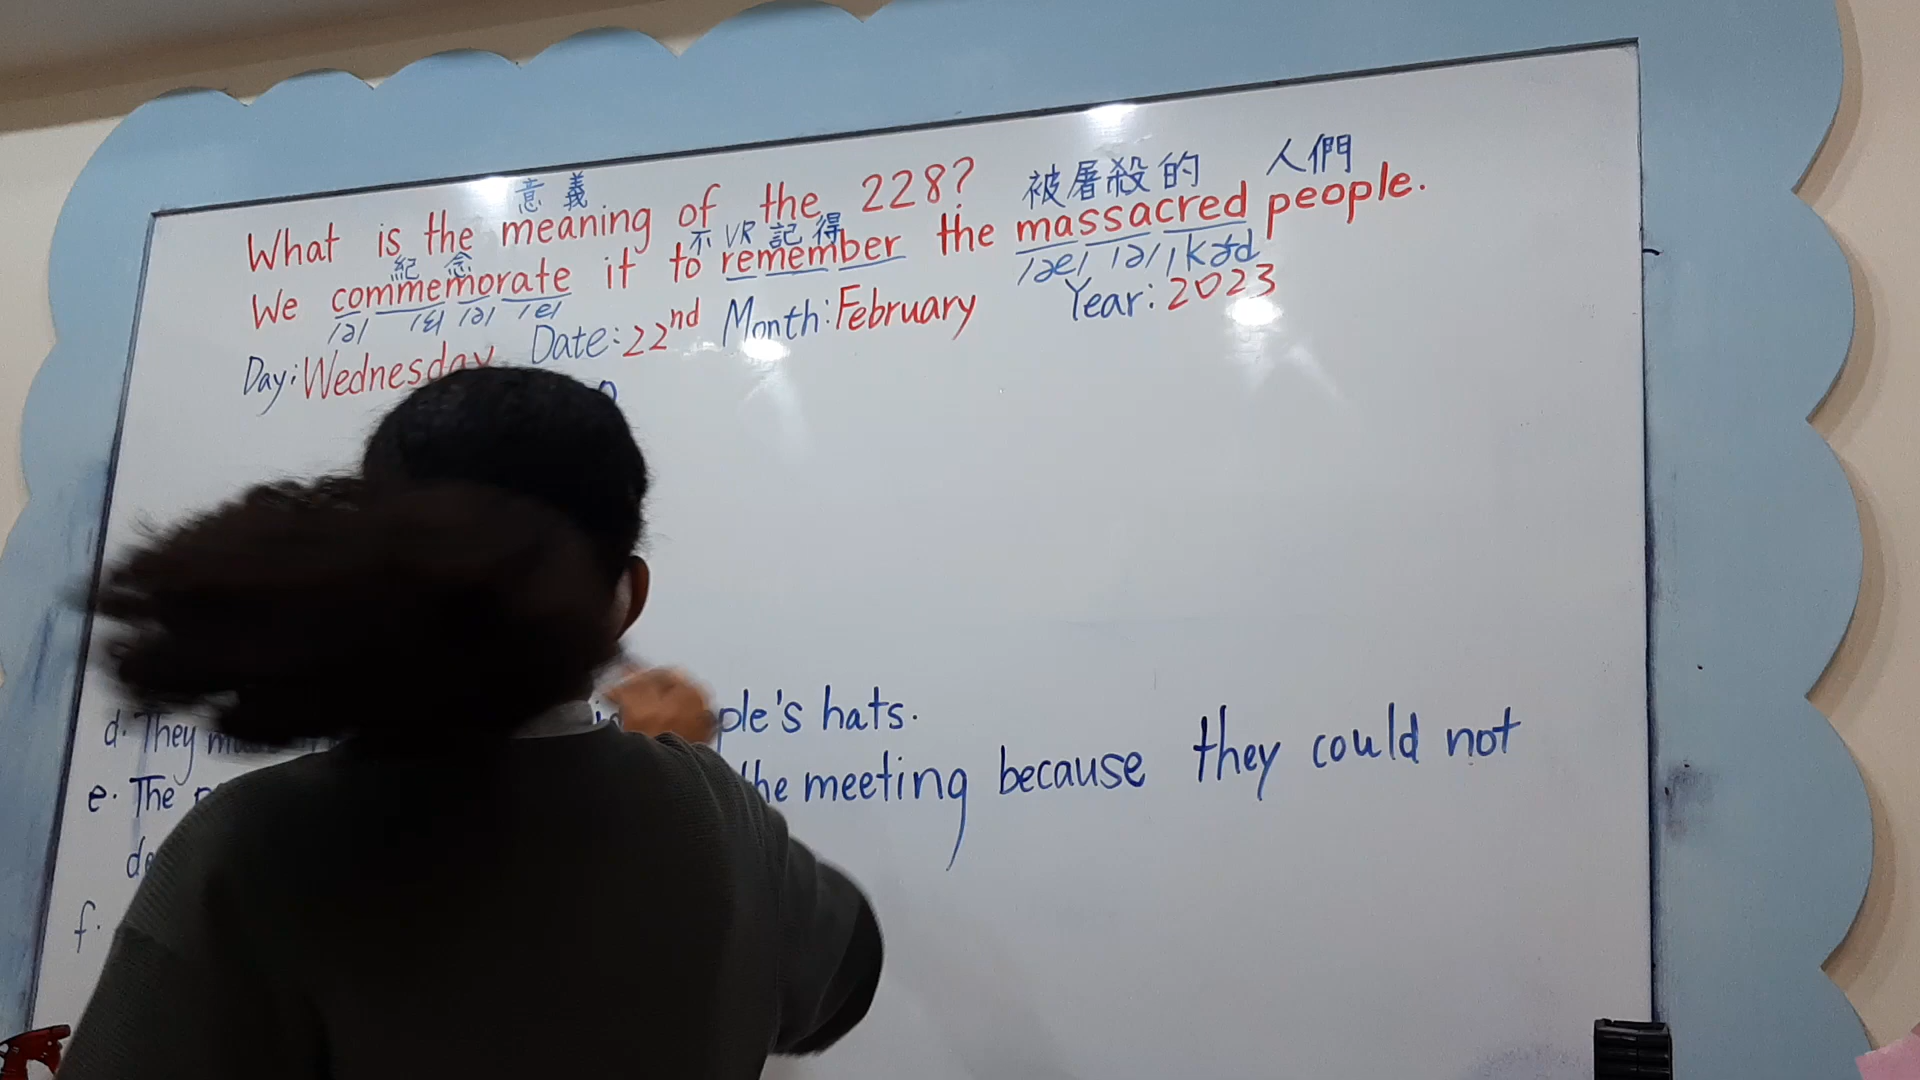 意義
What is the meaning of the 228?
被屠殺的 人們
紀念 不 VR 記得
We commemorate it to remember the massacred people.
/ə/ /ɛ/ /ə/ /e/ /æ/ /ə/
Day: Wednesday Date: 22nd Month: February Year: 2023
d. They ple's hats.
e. The the meeting because they could not
f.